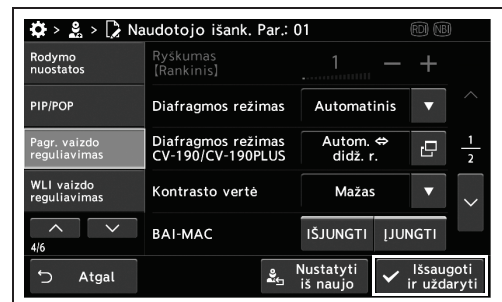 > > Naudotojo išank. Par.: 01 RDI NBI
Rodymo
nuostatos
Ryškumas
[Rankinis]
1 − +
PIP/POP
Diafragmos režimas
Automatinis ▼
Pagr. vaizdo
reguliavimas
Diafragmos režimas
CV-190/CV-190PLUS
Autom. ⇔
didž. r.
1
2
WLI vaizdo
reguliavimas
Kontrasto vertė
Mažas ▼
4/6
BAI-MAC
IŠJUNGTI ĮJUNGTI
Atgal
Nustatyti
iš naujo
Išsaugoti
ir uždaryti